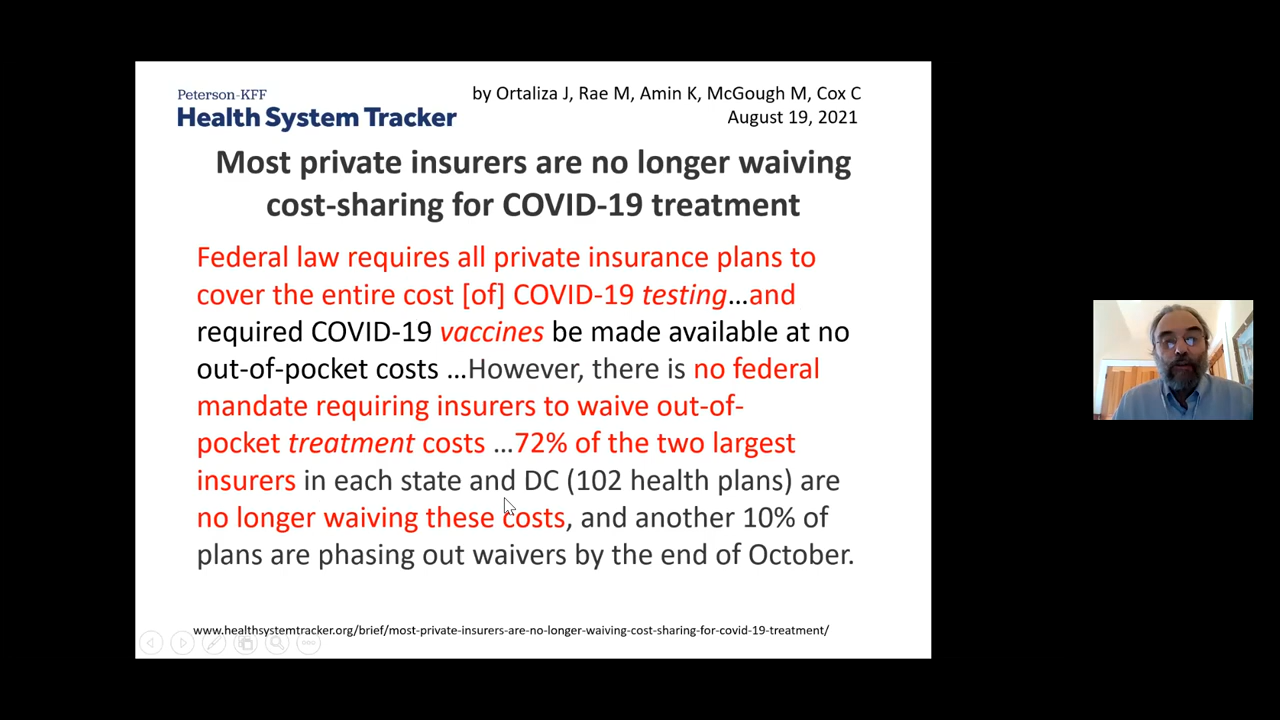 Peterson-KFF
Health System Tracker
by Ortaliza J, Rae M, Amin K, McGough M, Cox C
August 19, 2021
Most private insurers are no longer waiving
cost-sharing for COVID-19 treatment
Federal law requires all private insurance plans to
cover the entire cost [of] COVID-19 testing…and
required COVID-19 vaccines be made available at no
out-of-pocket costs …However, there is no federal
mandate requiring insurers to waive out-of-
pocket treatment costs …72% of the two largest
insurers in each state and DC (102 health plans) are
no longer waiving these costs, and another 10% of
plans are phasing out waivers by the end of October.
www.healthsystemtracker.org/brief/most-private-insurers-are-no-longer-waiving-cost-sharing-for-covid-19-treatment/